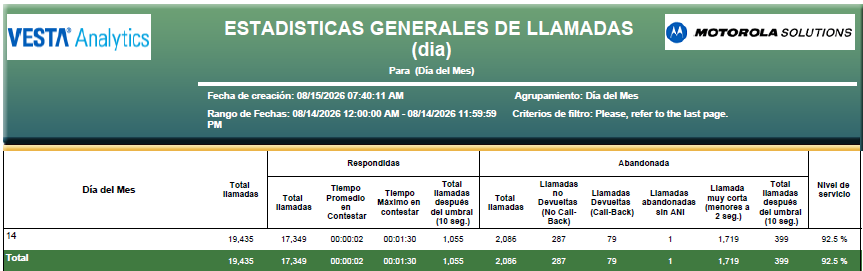 VESTA® Analytics
ESTADISTICAS GENERALES DE LLAMADAS
(dia)
Para (Día del Mes)
MOTOROLA SOLUTIONS
Fecha de creación: 08/15/2026 07:40:11 AM
Agrupamiento: Día del Mes
Rango de Fechas: 08/14/2026 12:00:00 AM - 08/14/2026 11:59:59
PM
Criterios de filtro: Please, refer to the last page.
Día del Mes
Total
llamadas
Respondidas
Total
llamadas
Tiempo
Promedio
en
Contestar
Tiempo
Máximo en
contestar
Total
llamadas
después
del umbral
(10 seg.)
Abandonada
Total
llamadas
Llamadas
no
Devueltas
(No Call-
Back)
Llamadas
Devueltas
(Call-Back)
Llamadas
abandonadas
sin ANI
Llamada
muy corta
(menores a
2 seg.)
Total
llamadas
después
del umbral
(10 seg.)
Nivel de
servicio
14 19,435 17,349 00:00:02 00:01:30 1,055 2,086 287 79 1 1,719 399 92.5 %
Total 19,435 17,349 00:00:02 00:01:30 1,055 2,086 287 79 1 1,719 399 92.5 %